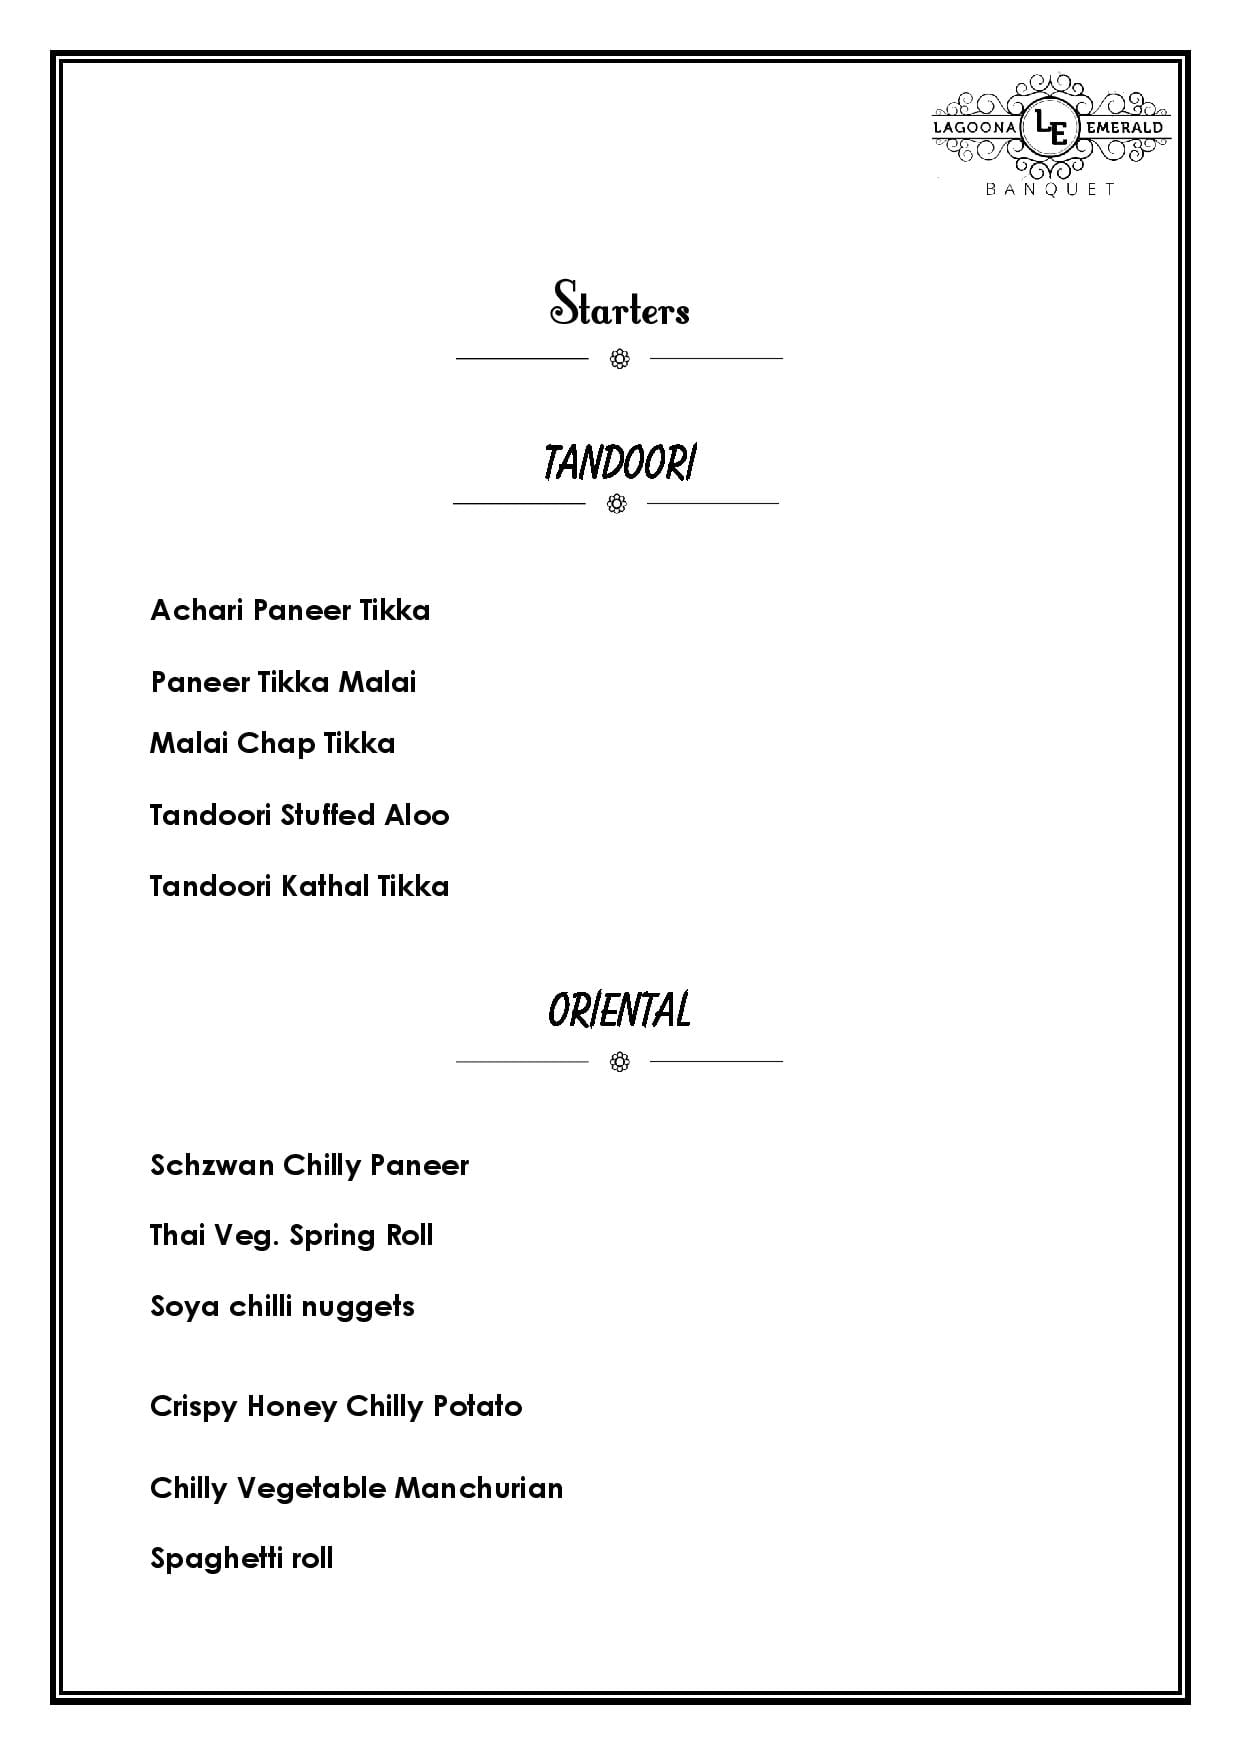 LAGOONA LE EMERALD
BANQUET
Starters
TANDOORI
Achari Paneer Tikka
Paneer Tikka Malai
Malai Chap Tikka
Tandoori Stuffed Aloo
Tandoori Kathal Tikka
ORIENTAL
Schzwan Chilly Paneer
Thai Veg. Spring Roll
Soya chilli nuggets
Crispy Honey Chilly Potato
Chilly Vegetable Manchurian
Spaghetti roll